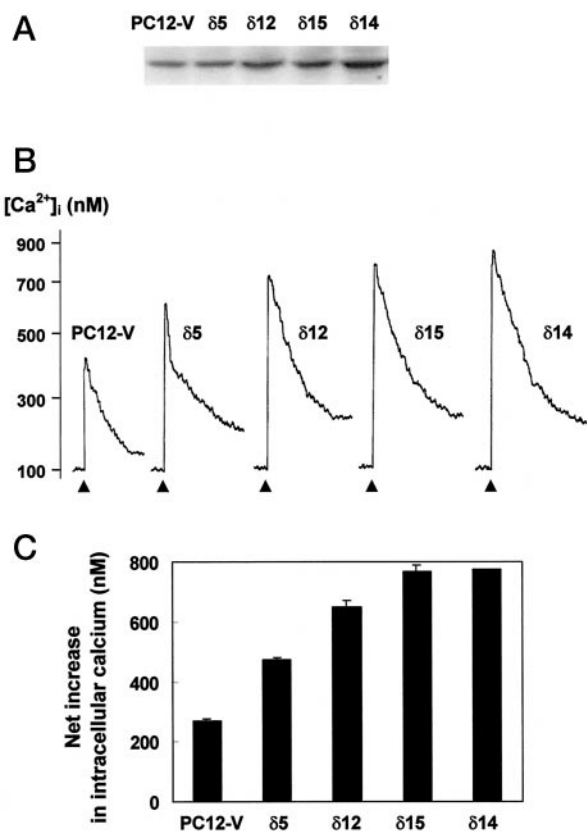 A
PC12-V δ5 δ12 δ15 δ14
B
[Ca²⁺]ᵢ (nM)
900
700
500
300
100
PC12-V
δ5
δ12
δ15
δ14
C
Net increase
in intracellular calcium (nM)
800
600
400
200
0
PC12-V δ5 δ12 δ15 δ14